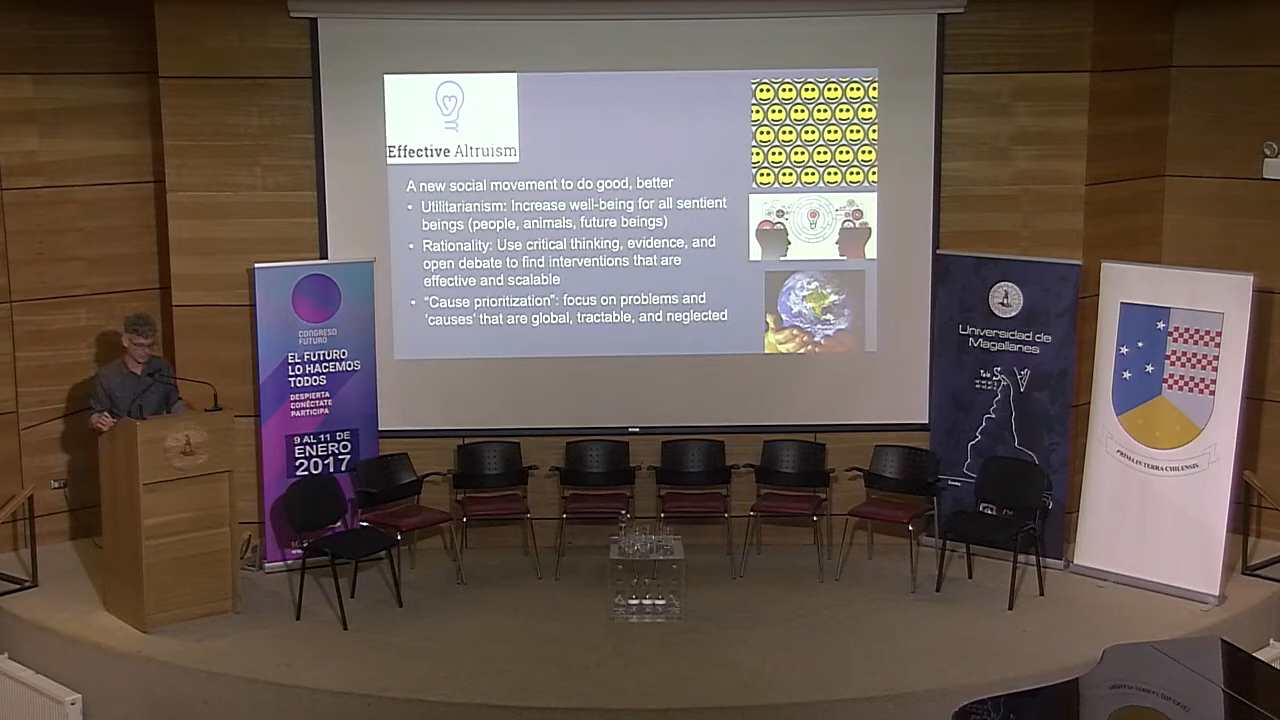 Effective Altruism
A new social movement to do good, better
• Utilitarianism: Increase well-being for all sentient
beings (people, animals, future beings)
• Rationality: Use critical thinking, evidence, and
open debate to find interventions that are
effective and scalable
• “Cause prioritization”: focus on problems and
‘causes’ that are global, tractable, and neglected
CONGRESO
FUTURO
EL FUTURO
LO HACEMOS
TODOS
DESPIERTA
CONÉCTATE
PARTICIPA
9 AL 11 DE
ENERO
2017
Universidad de
Magallanes
PRIMA IN TERRA CHILENSIS